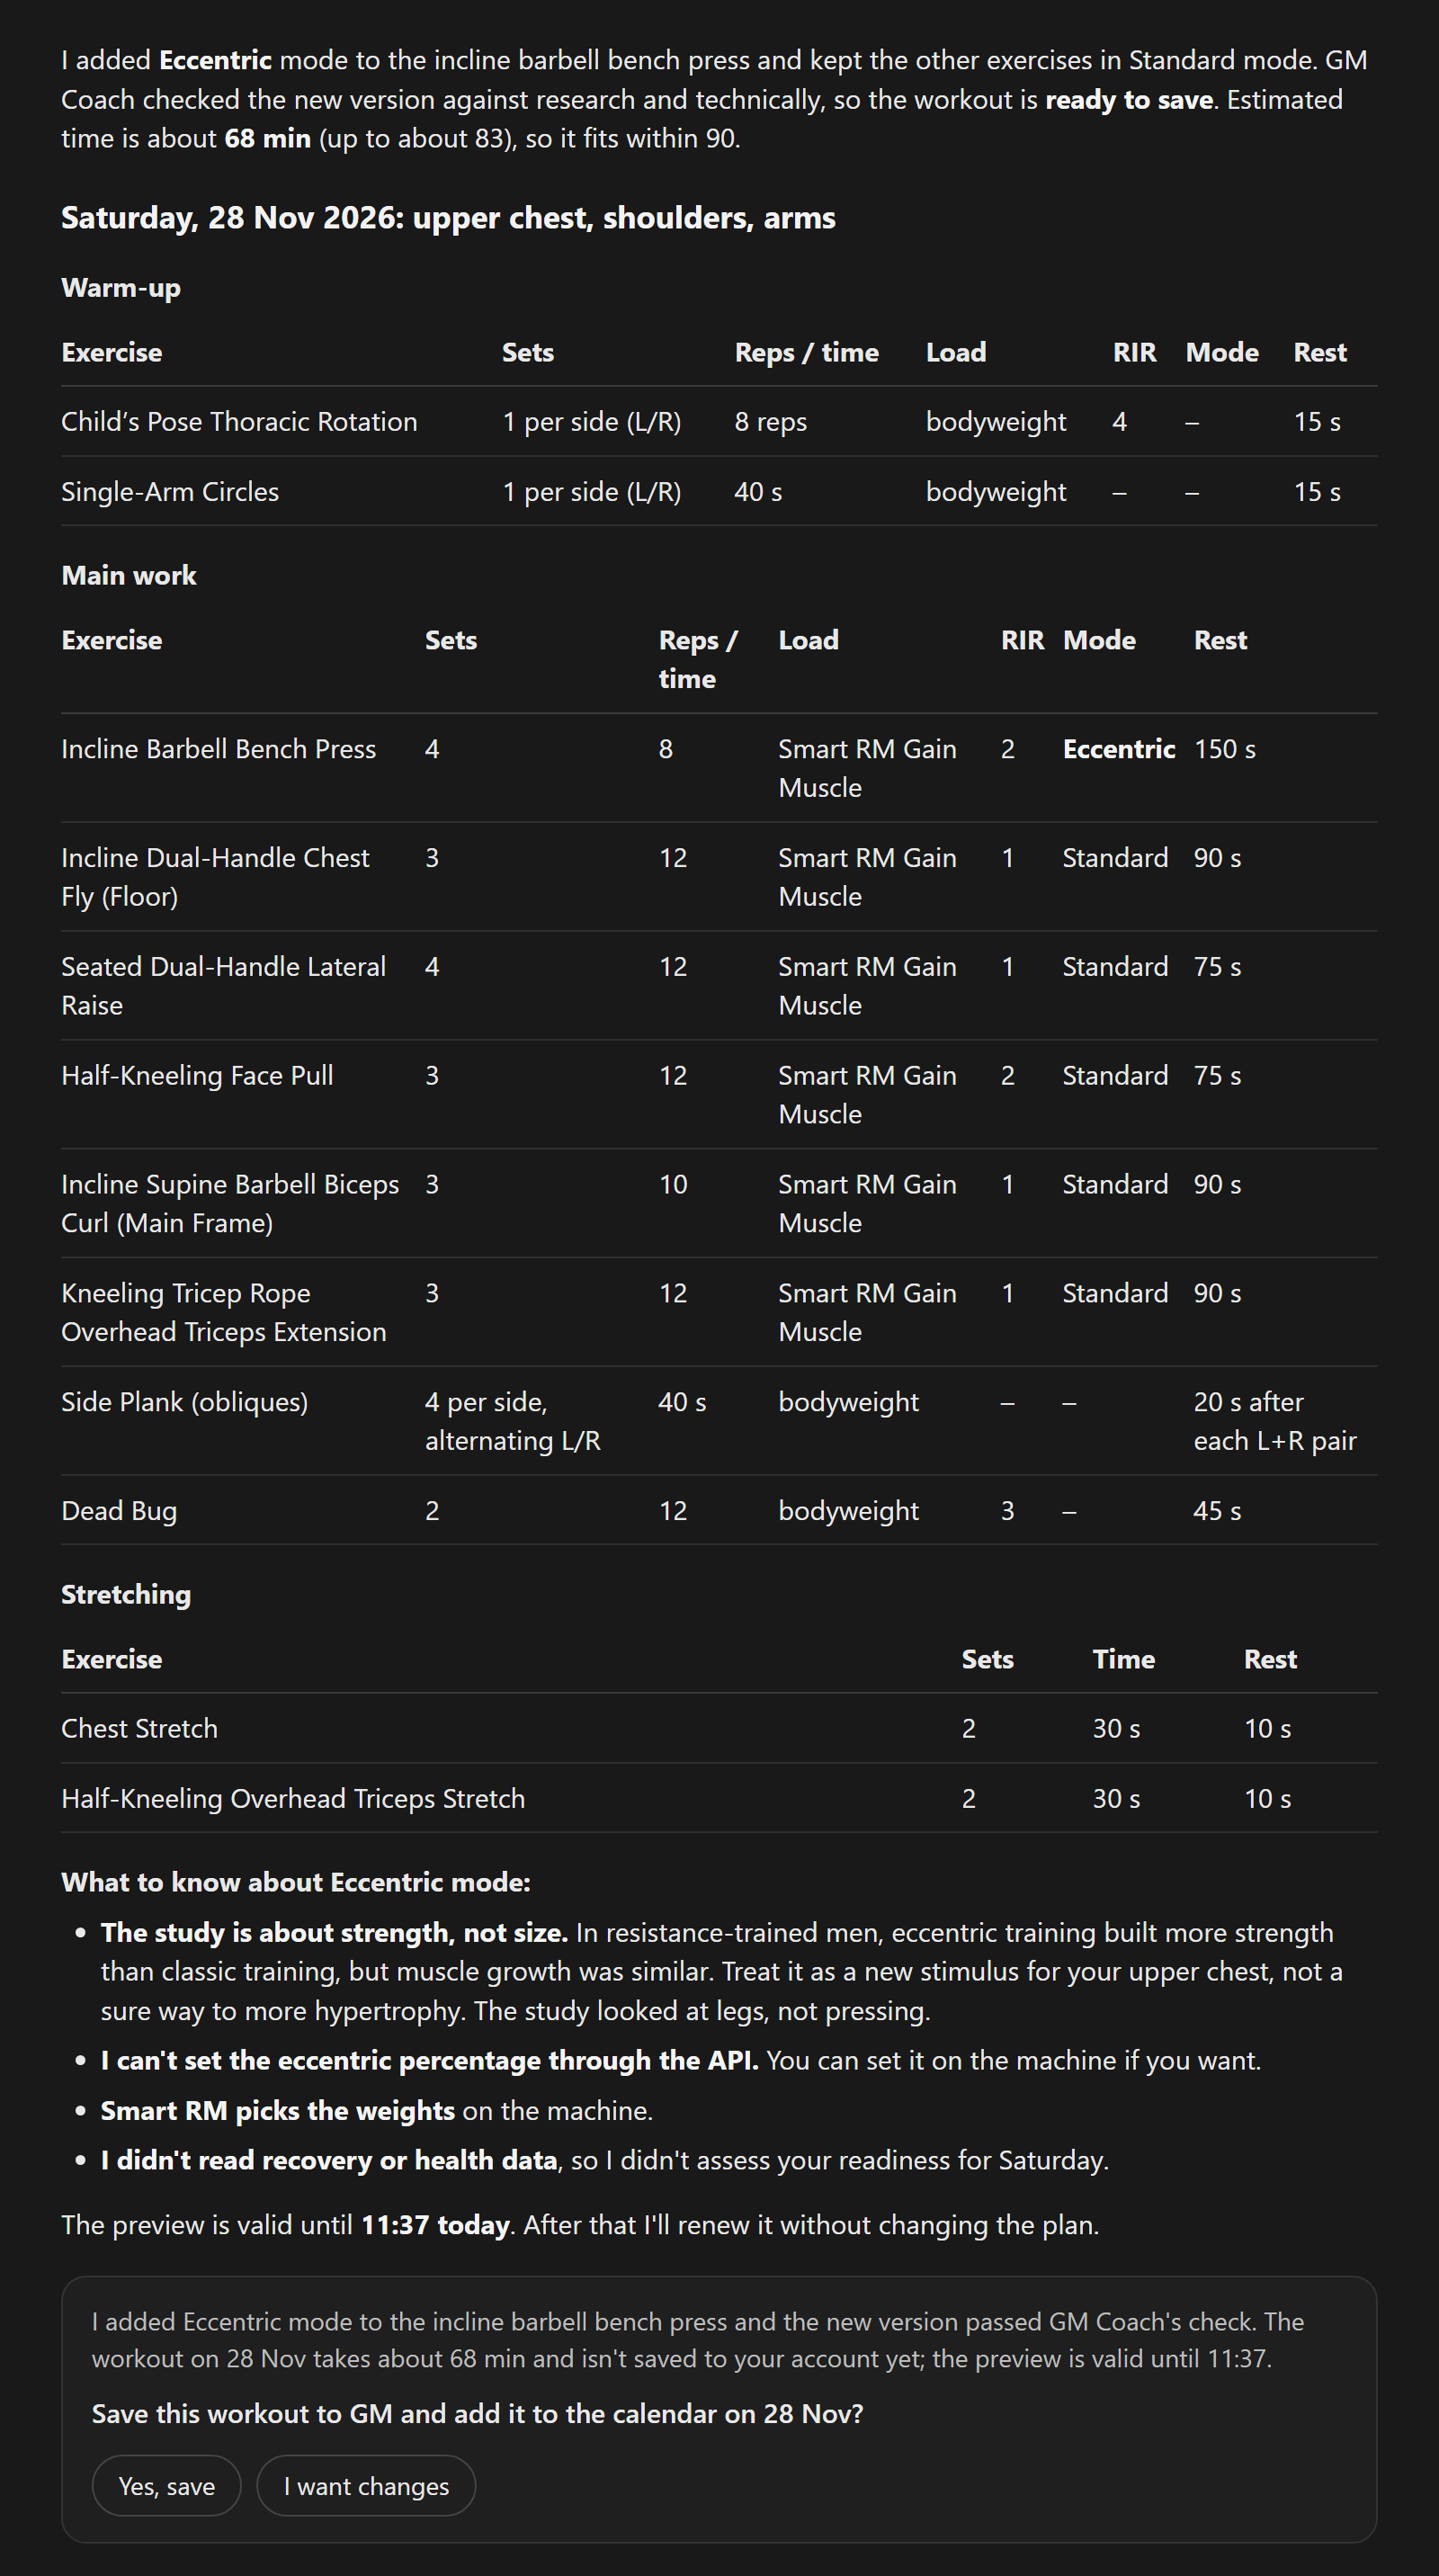 I added Eccentric mode to the incline barbell bench press and kept the other exercises in Standard mode. GM
Coach checked the new version against research and technically, so the workout is ready to save. Estimated
time is about 68 min (up to about 83), so it fits within 90.
Saturday, 28 Nov 2026: upper chest, shoulders, arms
Warm-up
Exercise Sets Reps / time Load RIR Mode Rest
Child’s Pose Thoracic Rotation 1 per side (L/R) 8 reps bodyweight 4 – 15 s
Single-Arm Circles 1 per side (L/R) 40 s bodyweight – – 15 s
Main work
Exercise Sets Reps / Load RIR Mode Rest
time
Incline Barbell Bench Press 4 8 Smart RM Gain 2 Eccentric 150 s
Muscle
Incline Dual-Handle Chest 3 12 Smart RM Gain 1 Standard 90 s
Fly (Floor) Muscle
Seated Dual-Handle Lateral 4 12 Smart RM Gain 1 Standard 75 s
Raise Muscle
Half-Kneeling Face Pull 3 12 Smart RM Gain 2 Standard 75 s
Muscle
Incline Supine Barbell Biceps 3 10 Smart RM Gain 1 Standard 90 s
Curl (Main Frame) Muscle
Kneeling Tricep Rope 3 12 Smart RM Gain 1 Standard 90 s
Overhead Triceps Extension Muscle
Side Plank (obliques) 4 per side, 40 s bodyweight – – 20 s after
alternating L/R each L+R pair
Dead Bug 2 12 bodyweight 3 – 45 s
Stretching
Exercise Sets Time Rest
Chest Stretch 2 30 s 10 s
Half-Kneeling Overhead Triceps Stretch 2 30 s 10 s
What to know about Eccentric mode:
• The study is about strength, not size. In resistance-trained men, eccentric training built more strength
than classic training, but muscle growth was similar. Treat it as a new stimulus for your upper chest, not a
sure way to more hypertrophy. The study looked at legs, not pressing.
• I can't set the eccentric percentage through the API. You can set it on the machine if you want.
• Smart RM picks the weights on the machine.
• I didn't read recovery or health data, so I didn't assess your readiness for Saturday.
The preview is valid until 11:37 today. After that I'll renew it without changing the plan.
I added Eccentric mode to the incline barbell bench press and the new version passed GM Coach's check. The
workout on 28 Nov takes about 68 min and isn't saved to your account yet; the preview is valid until 11:37.
Save this workout to GM and add it to the calendar on 28 Nov?
Yes, save I want changes